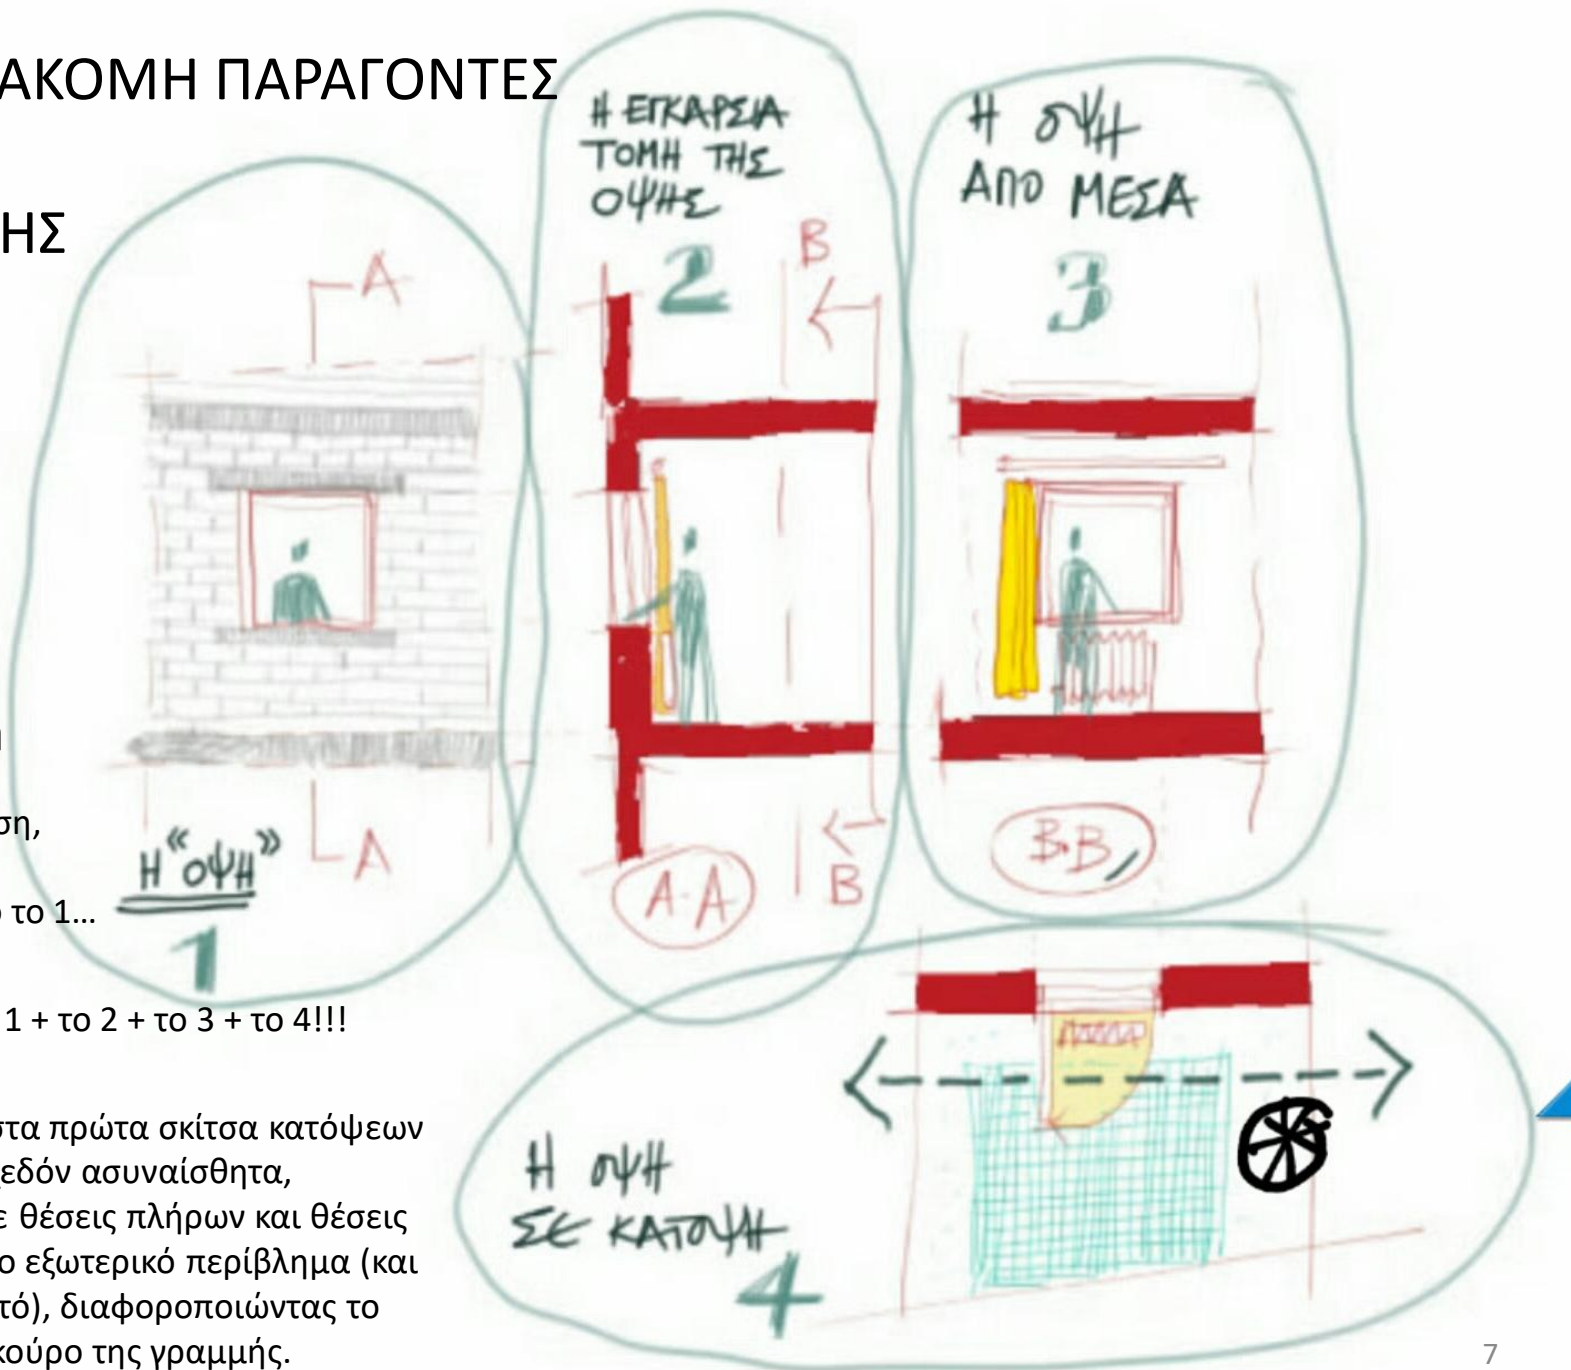 ΑΚΟΜΗ ΠΑΡΑΓΟΝΤΕΣ
ΗΣ
ση,
ο το 1...
1 + το 2 + το 3 + το 4!!!
στα πρώτα σκίτσα κατόψεων
εδόν ασυναίσθητα,
ε θέσεις πλήρων και θέσεις
ο εξωτερικό περίβλημα (και
τό), διαφοροποιώντας το
κούρο της γραμμής.
Α
Α
Η "ΟΨΗ"
1
Η ΕΓΚΑΡΣΙΑ
ΤΟΜΗ ΤΗΣ
ΟΨΗΣ
2
Β
Β
Α-Α
Η ΟΨΗ
ΑΠΟ ΜΕΣΑ
3
Β-Β
Η ΟΨΗ
ΣΕ ΚΑΤΟΨΗ
4
7